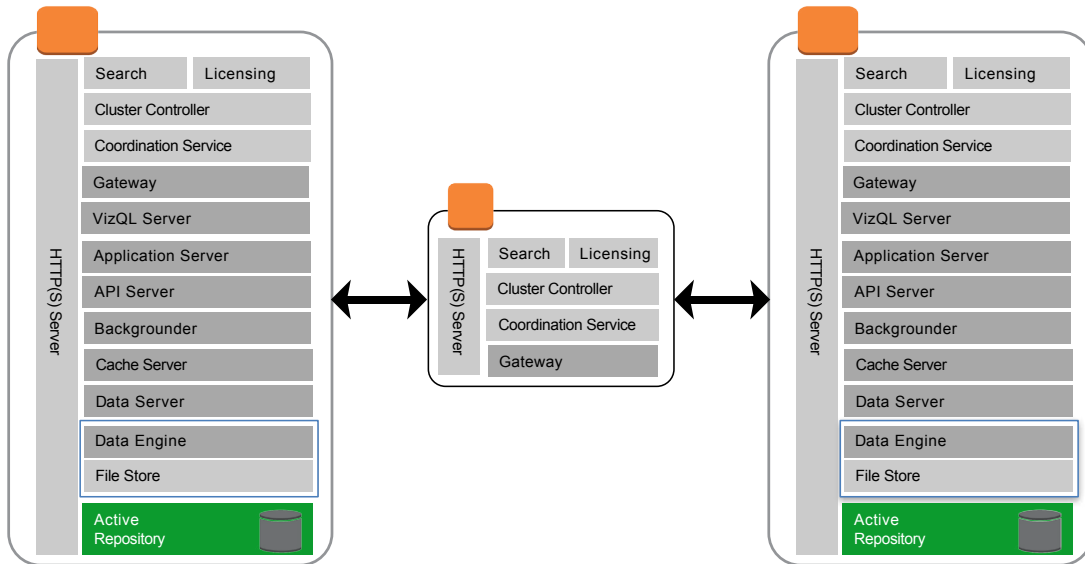 HTTP(S) Server
Search
Licensing
Cluster Controller
Coordination Service
Gateway
VizQL Server
Application Server
API Server
Backgrounder
Cache Server
Data Server
Data Engine
File Store
Active
Repository
HTTP(S) Server
Search
Licensing
Cluster Controller
Coordination Service
Gateway
HTTP(S) Server
Search
Licensing
Cluster Controller
Coordination Service
Gateway
VizQL Server
Application Server
API Server
Backgrounder
Cache Server
Data Server
Data Engine
File Store
Active
Repository